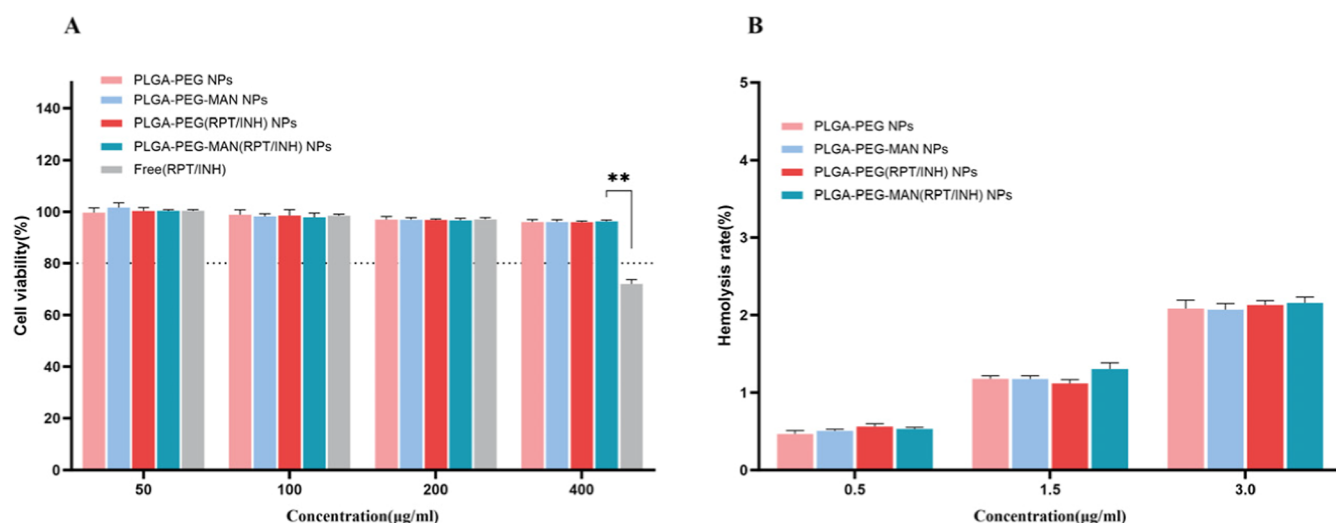 A
PLGA-PEG NPs
PLGA-PEG-MAN NPs
PLGA-PEG(RPT/INH) NPs
PLGA-PEG-MAN(RPT/INH) NPs
Free(RPT/INH)
**
Cell viability(%)
140
120
100
80
60
40
20
0
50
100
200
400
Concentration(μg/ml)
B
PLGA-PEG NPs
PLGA-PEG-MAN NPs
PLGA-PEG(RPT/INH) NPs
PLGA-PEG-MAN(RPT/INH) NPs
Hemolysis rate(%)
5
4
3
2
1
0
0.5
1.5
3.0
Concentration(μg/ml)